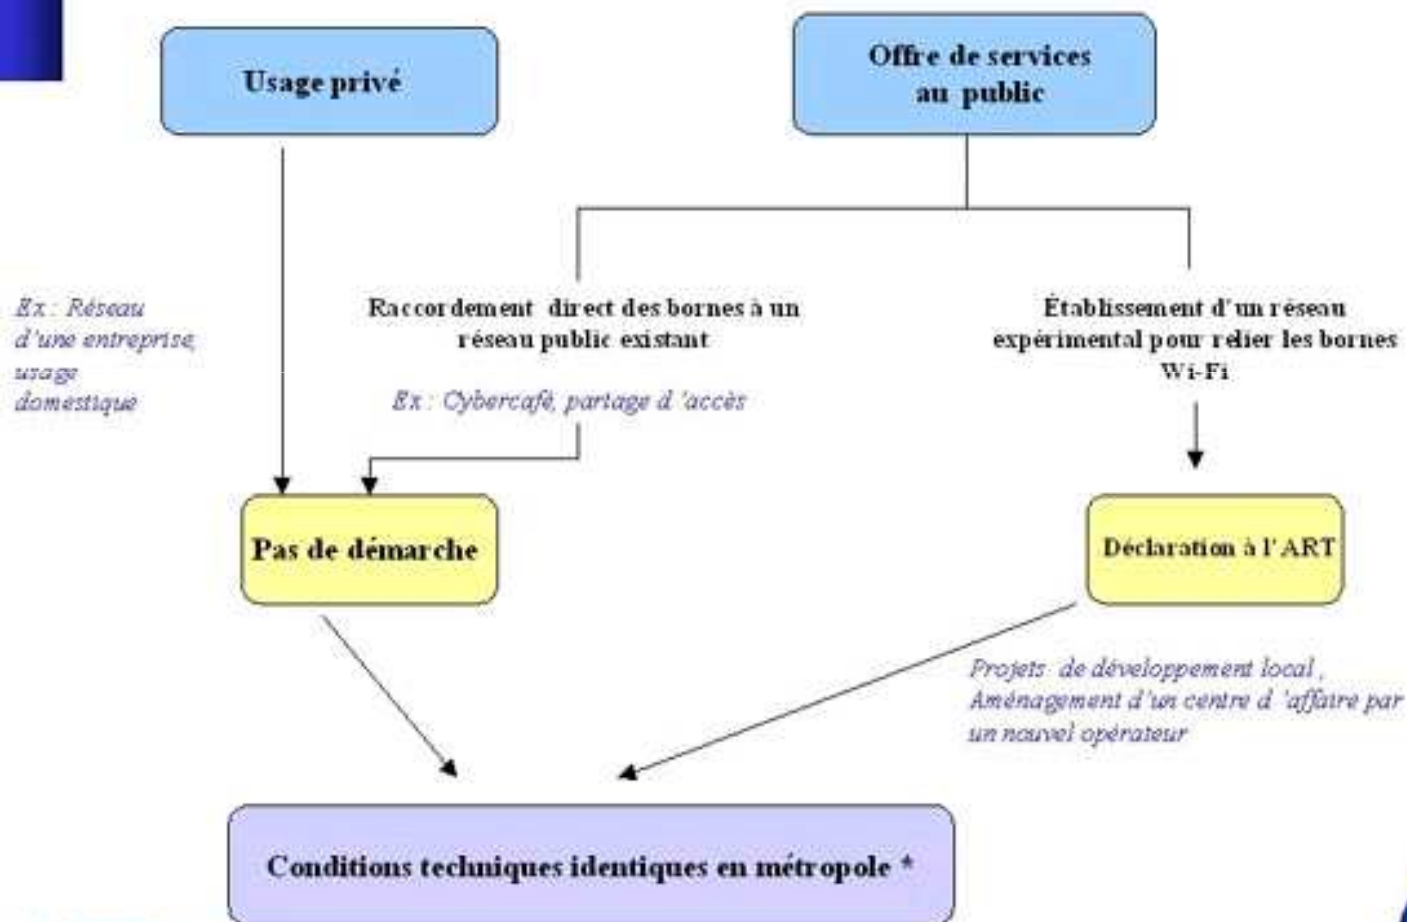 Usage privé
Offre de services
au public
Ex : Réseau
d'une entreprise,
usage
domestique
Raccordement direct des bornes à un
réseau public existant
Ex : Cybercafé, partage d 'accès
Établissement d'un réseau
expérimental pour relier les bornes
Wi-Fi
Pas de démarche
Déclaration à l'ART
Projets de développement local ,
Aménagement d'un centre d 'affaire par
un nouvel opérateur
Conditions techniques identiques en métropole *